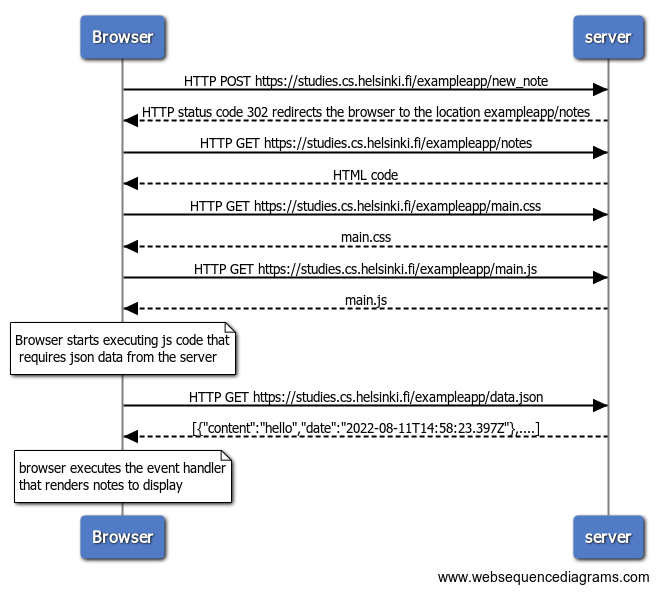 Browser
server
HTTP POST https://studies.cs.helsinki.fi/exampleapp/new_note
HTTP status code 302 redirects the browser to the location exampleapp/notes
HTTP GET https://studies.cs.helsinki.fi/exampleapp/notes
HTML code
HTTP GET https://studies.cs.helsinki.fi/exampleapp/main.css
main.css
HTTP GET https://studies.cs.helsinki.fi/exampleapp/main.js
main.js
Browser starts executing js code that
requires json data from the server
HTTP GET https://studies.cs.helsinki.fi/exampleapp/data.json
[{"content":"hello","date":"2022-08-11T14:58:23.397Z"},....]
browser executes the event handler
that renders notes to display
Browser
server
www.websequencediagrams.com